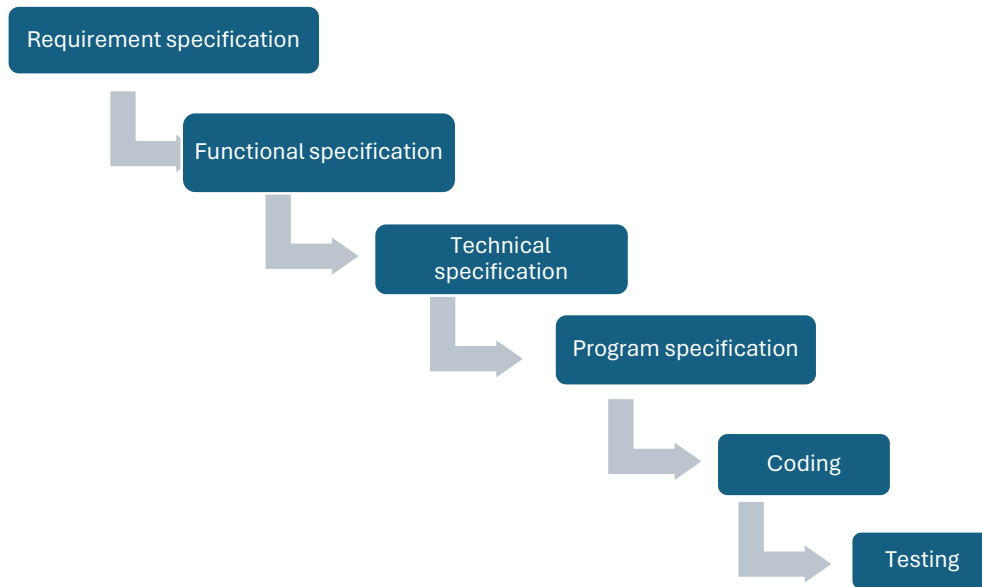 Requirement specification
Functional specification
Technical
specification
Program specification
Coding
Testing